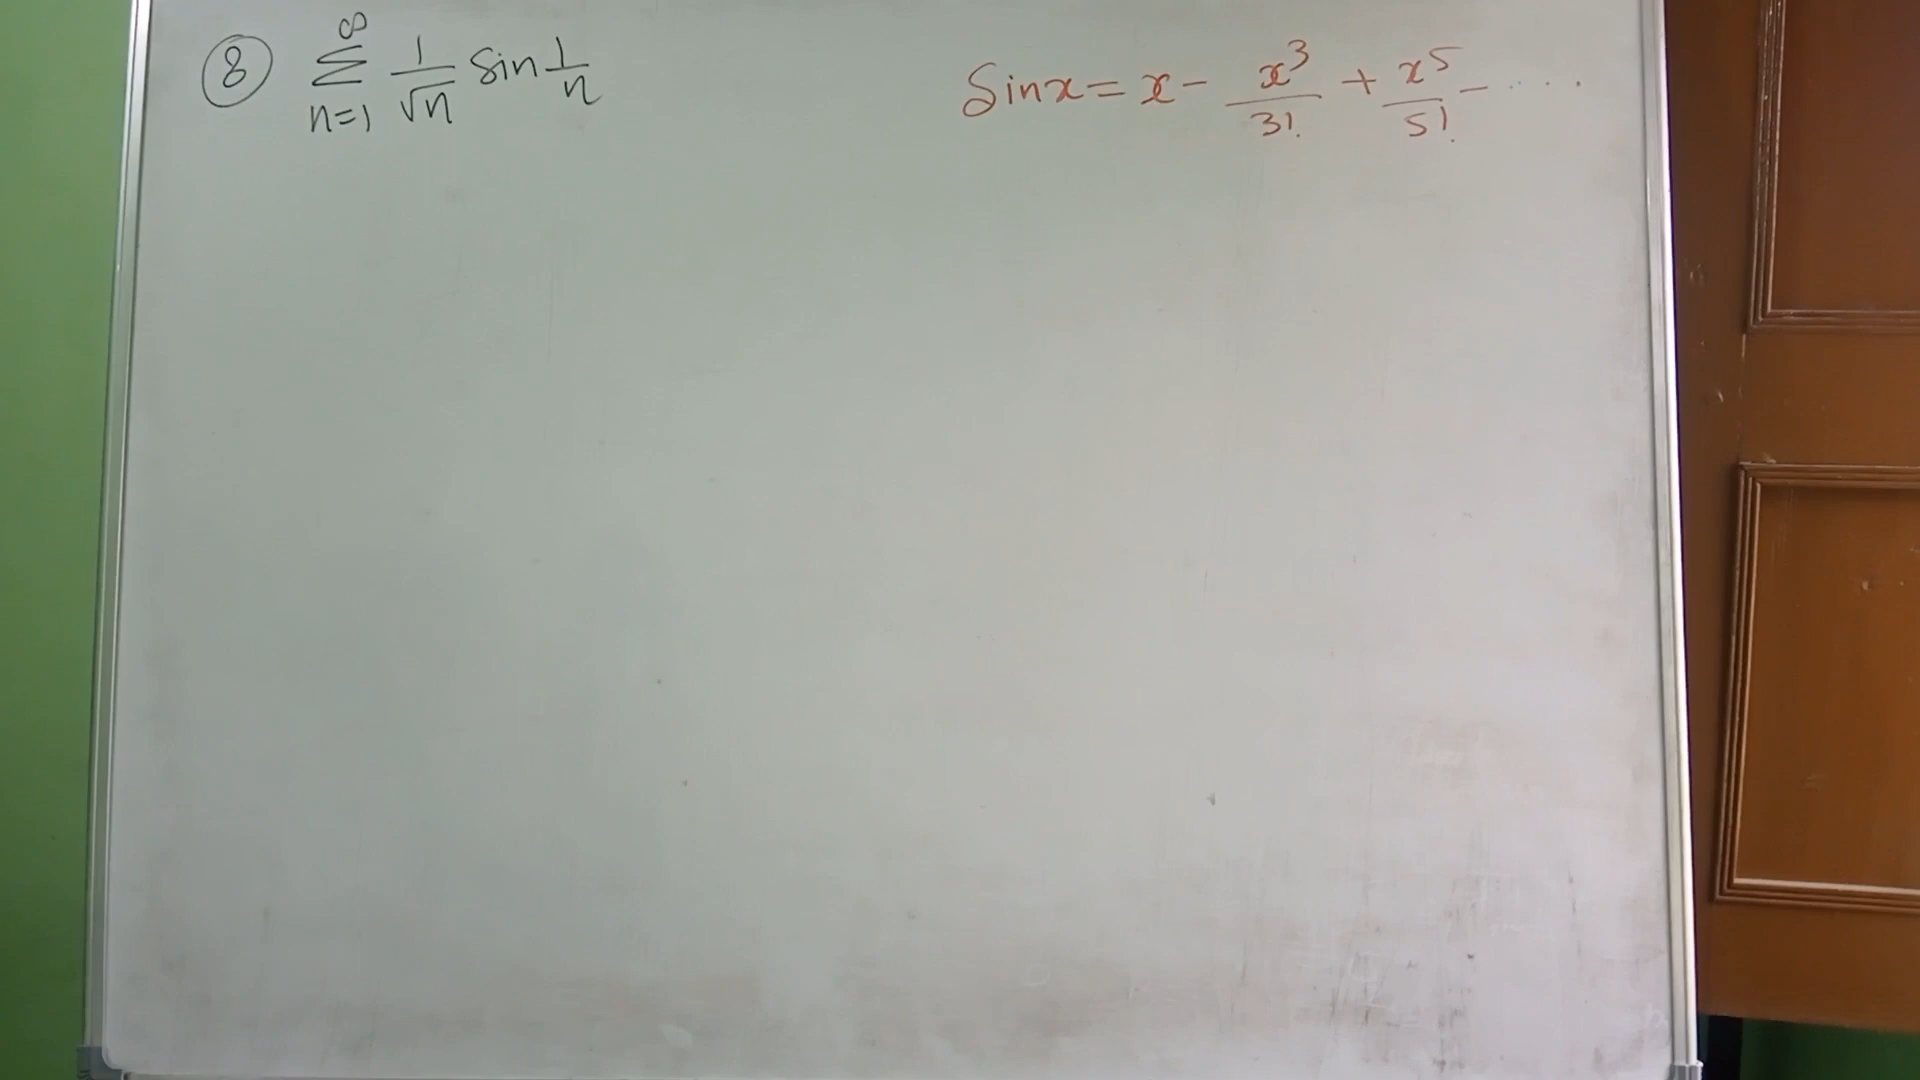 ⑧ ∞∑n=1 1/√n Sin 1/n
Sinx = x - x³/3! + x⁵/5! - ....